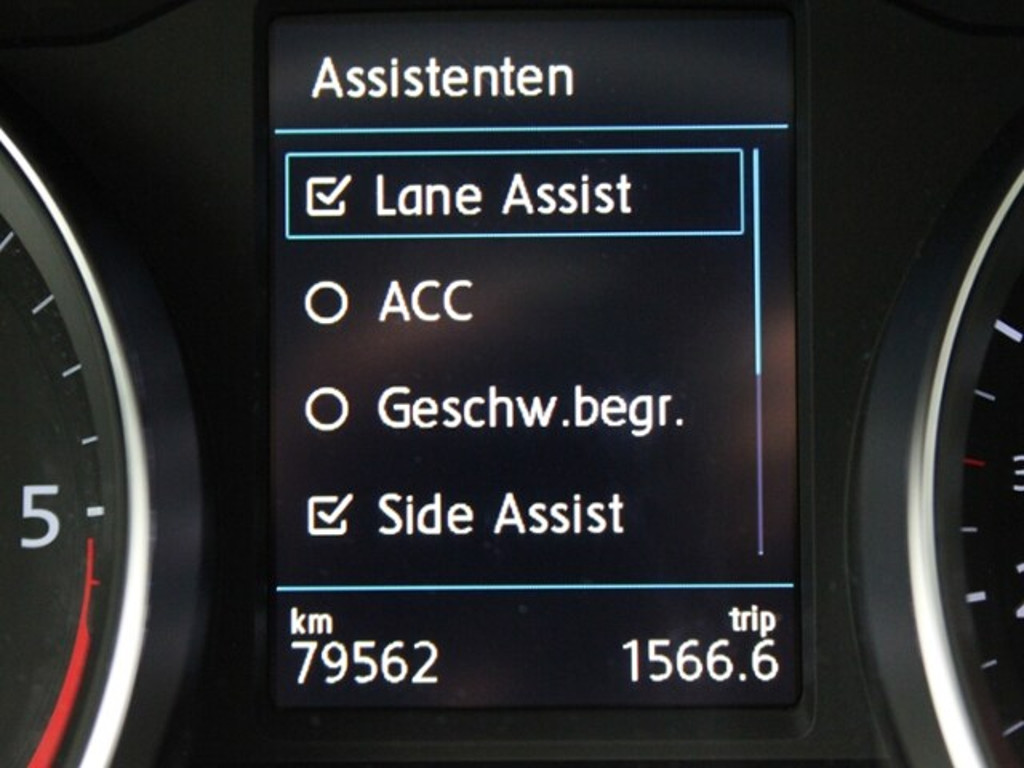 Assistenten
Lane Assist
ACC
Geschw.begr.
Side Assist
km trip
79562 1566.6
5